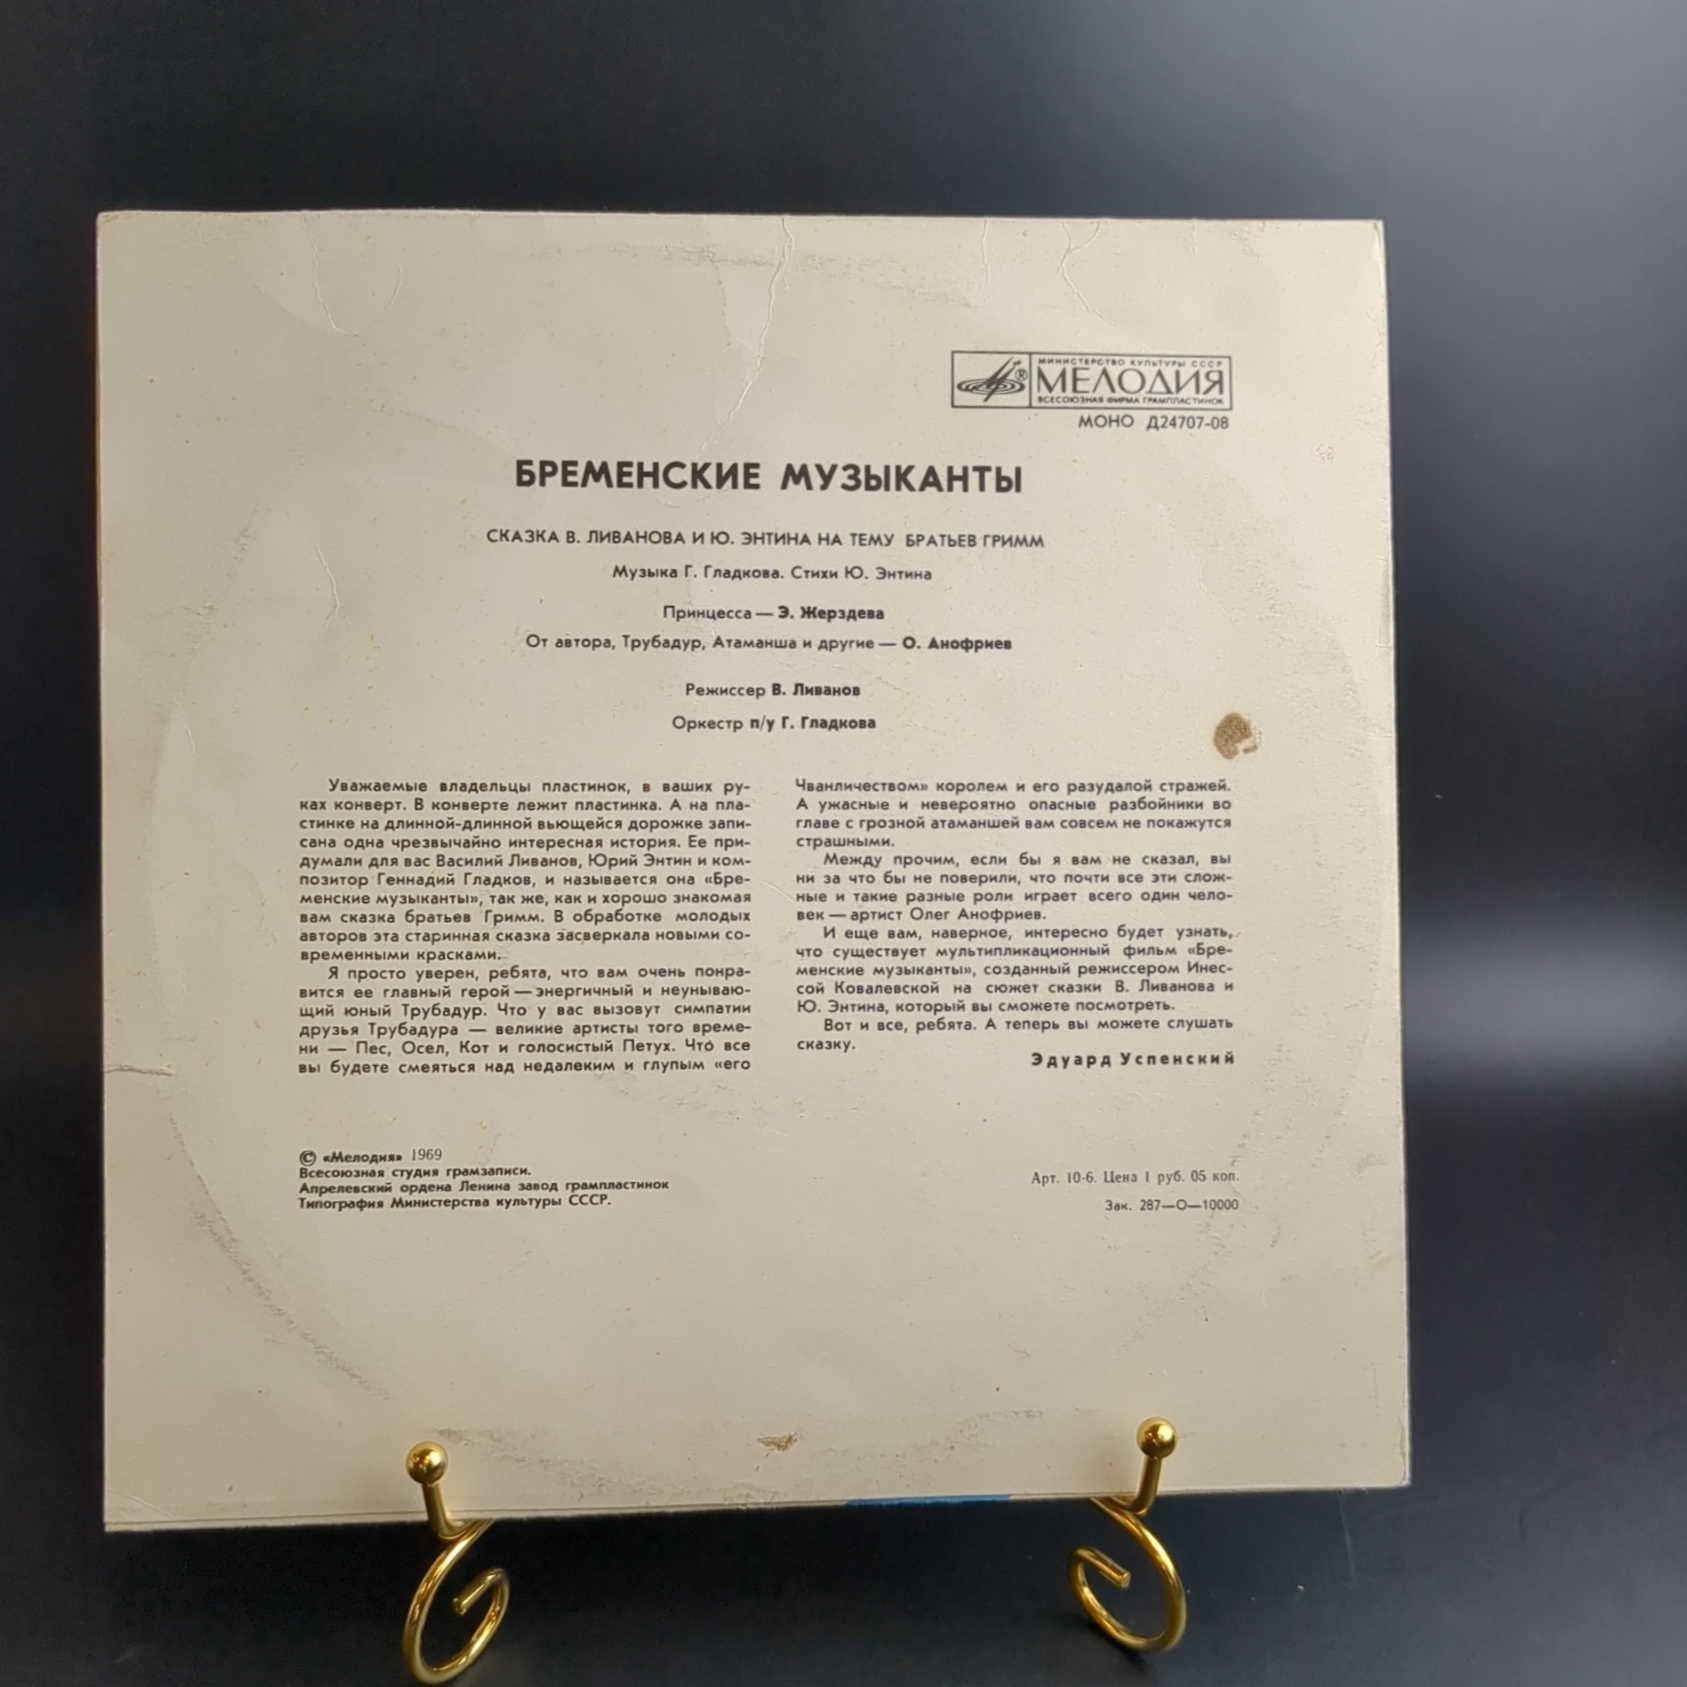 МИНИСТЕРСТВО КУЛЬТУРЫ СССР
МЕЛОДИЯ
ВСЕСОЮЗНАЯ ФИРМА ГРАМПЛАСТИНОК
МОНО Д24707-08
БРЕМЕНСКИЕ МУЗЫКАНТЫ
СКАЗКА В. ЛИВАНОВА И Ю. ЭНТИНА НА ТЕМУ БРАТЬЕВ ГРИММ
Музыка Г. Гладкова. Стихи Ю. Энтина
Принцесса — Э. Жерздева
От автора, Трубадур, Атаманша и другие — О. Анофриев
Режиссер В. Ливанов
Оркестр п/у Г. Гладкова
Уважаемые владельцы пластинок, в ваших ру-
ках конверт. В конверте лежит пластинка. А на пла-
стинке на длинной-длинной вьющейся дорожке запи-
сана одна чрезвычайно интересная история. Ее при-
думали для вас Василий Ливанов, Юрий Энтин и ком-
позитор Геннадий Гладков, и называется она «Бре-
менские музыканты», так же, как и хорошо знакомая
вам сказка братьев Гримм. В обработке молодых
авторов эта старинная сказка засверкала новыми со-
временными красками.
Я просто уверен, ребята, что вам очень понра-
вится ее главный герой — энергичный и неунываю-
щий юный Трубадур. Что у вас вызовут симпатии
друзья Трубадура — великие артисты того време-
ни — Пес, Осел, Кот и голосистый Петух. Что все
вы будете смеяться над недалеким и глупым «его
Чванличеством» королем и его разудалой стражей.
А ужасные и невероятно опасные разбойники во
главе с грозной атаманшей вам совсем не покажутся
страшными.
Между прочим, если бы я вам не сказал, вы
ни за что бы не поверили, что почти все эти слож-
ные и такие разные роли играет всего один чело-
век — артист Олег Анофриев.
И еще вам, наверное, интересно будет узнать,
что существует мультипликационный фильм «Бре-
менские музыканты», созданный режиссером Инес-
сой Ковалевской на сюжет сказки В. Ливанова и
Ю. Энтина, который вы сможете посмотреть.
Вот и все, ребята. А теперь вы можете слушать
сказку.
Эдуард Успенский
© «Мелодия» 1969
Всесоюзная студия грамзаписи.
Апрелевский ордена Ленина завод грампластинок
Типография Министерства культуры СССР.
Арт. 10-6. Цена 1 руб. 05 коп.
Зак. 287—О—10000